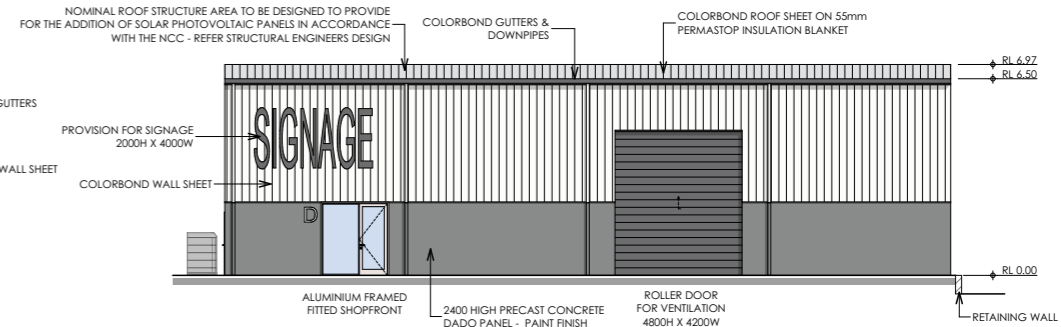 NOMINAL ROOF STRUCTURE AREA TO BE DESIGNED TO PROVIDE
FOR THE ADDITION OF SOLAR PHOTOVOLTAIC PANELS IN ACCORDANCE
WITH THE NCC - REFER STRUCTURAL ENGINEERS DESIGN
COLORBOND GUTTERS &
DOWNPIPES
COLORBOND ROOF SHEET ON 55mm
PERMASTOP INSULATION BLANKET
RL 6.97
RL 6.50
GUTTERS
PROVISION FOR SIGNAGE
2000H X 4000W
SIGNAGE
WALL SHEET
COLORBOND WALL SHEET
D
RL 0.00
ALUMINIUM FRAMED
FITTED SHOPFRONT
2400 HIGH PRECAST CONCRETE
DADO PANEL - PAINT FINISH
ROLLER DOOR
FOR VENTILATION
4800H X 4200W
RETAINING WALL